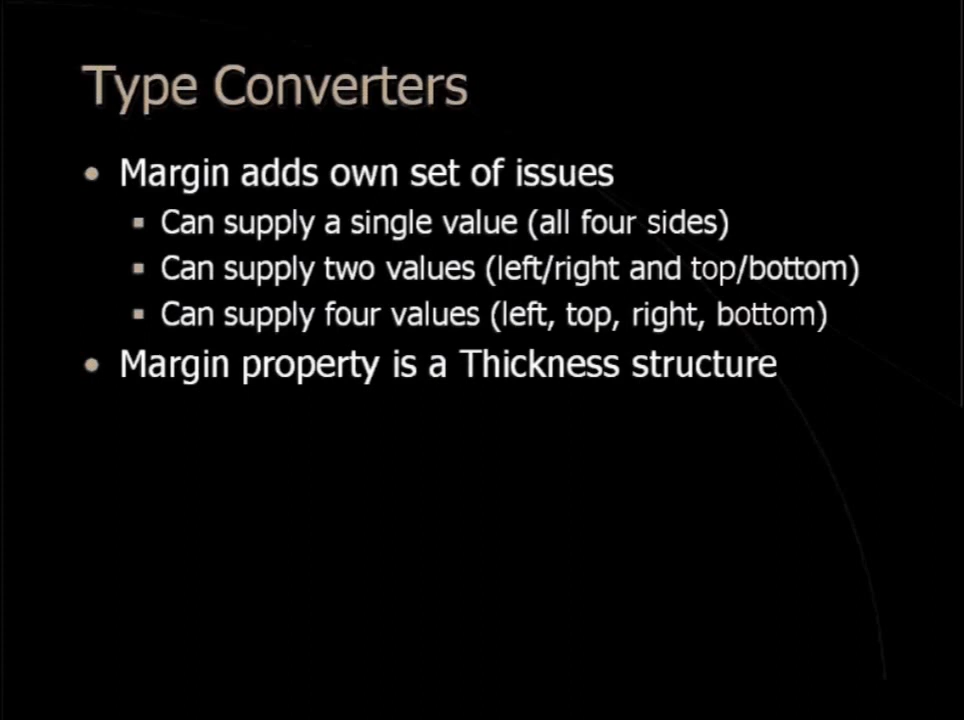 Type Converters
Margin adds own set of issues
Can supply a single value (all four sides)
Can supply two values (left/right and top/bottom)
Can supply four values (left, top, right, bottom)
Margin property is a Thickness structure